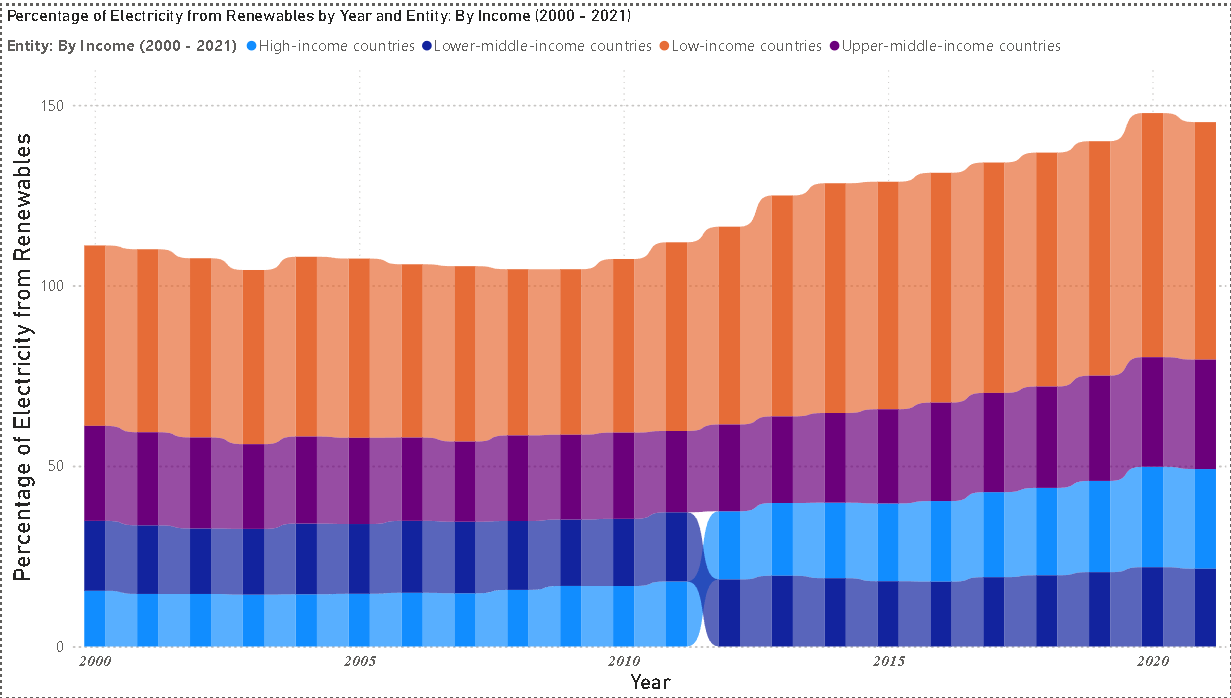 Percentage of Electricity from Renewables by Year and Entity: By Income (2000 - 2021)
Entity: By Income (2000 - 2021) High-income countries Lower-middle-income countries Low-income countries Upper-middle-income countries
150
100
50
0
Percentage of Electricity from Renewables
2000 2005 2010 2015 2020
Year